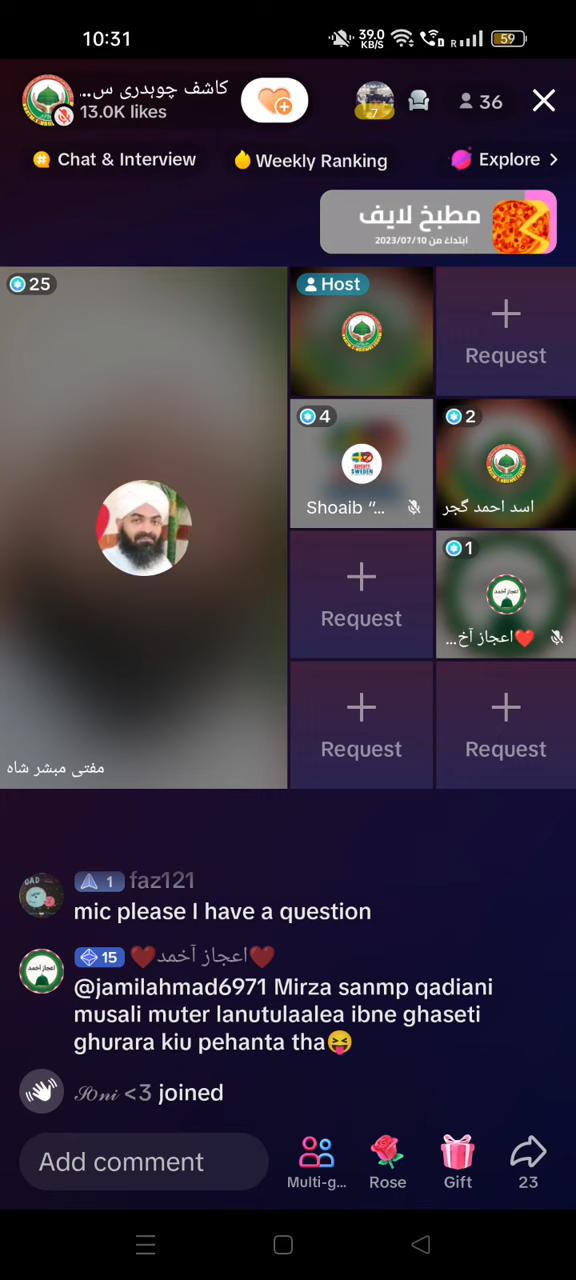 10:31
39.0
KB/S
R
59
کاشف چوہدری س...
13.0K likes
7
36
Chat & Interview
Weekly Ranking
Explore
مطبخ لايف
ابتداءً من 2023/07/10
25
Host
Request
4
SWEDEN
Shoaib “...
2
اسد احمد گجر
Request
1
❤️اعجاز آخ...
Request
Request
مفتی مبشر شاہ
1 faz121
mic please I have a question
15 ❤️اعجاز آخمد❤️
@jamilahmad6971 Mirza sanmp qadiani
musali muter lanutulaalea ibne ghaseti
ghurara kiu pehanta tha😝
𝒮𝑜𝓃𝒾 <3 joined
Add comment
Multi-g...
Rose
Gift
23